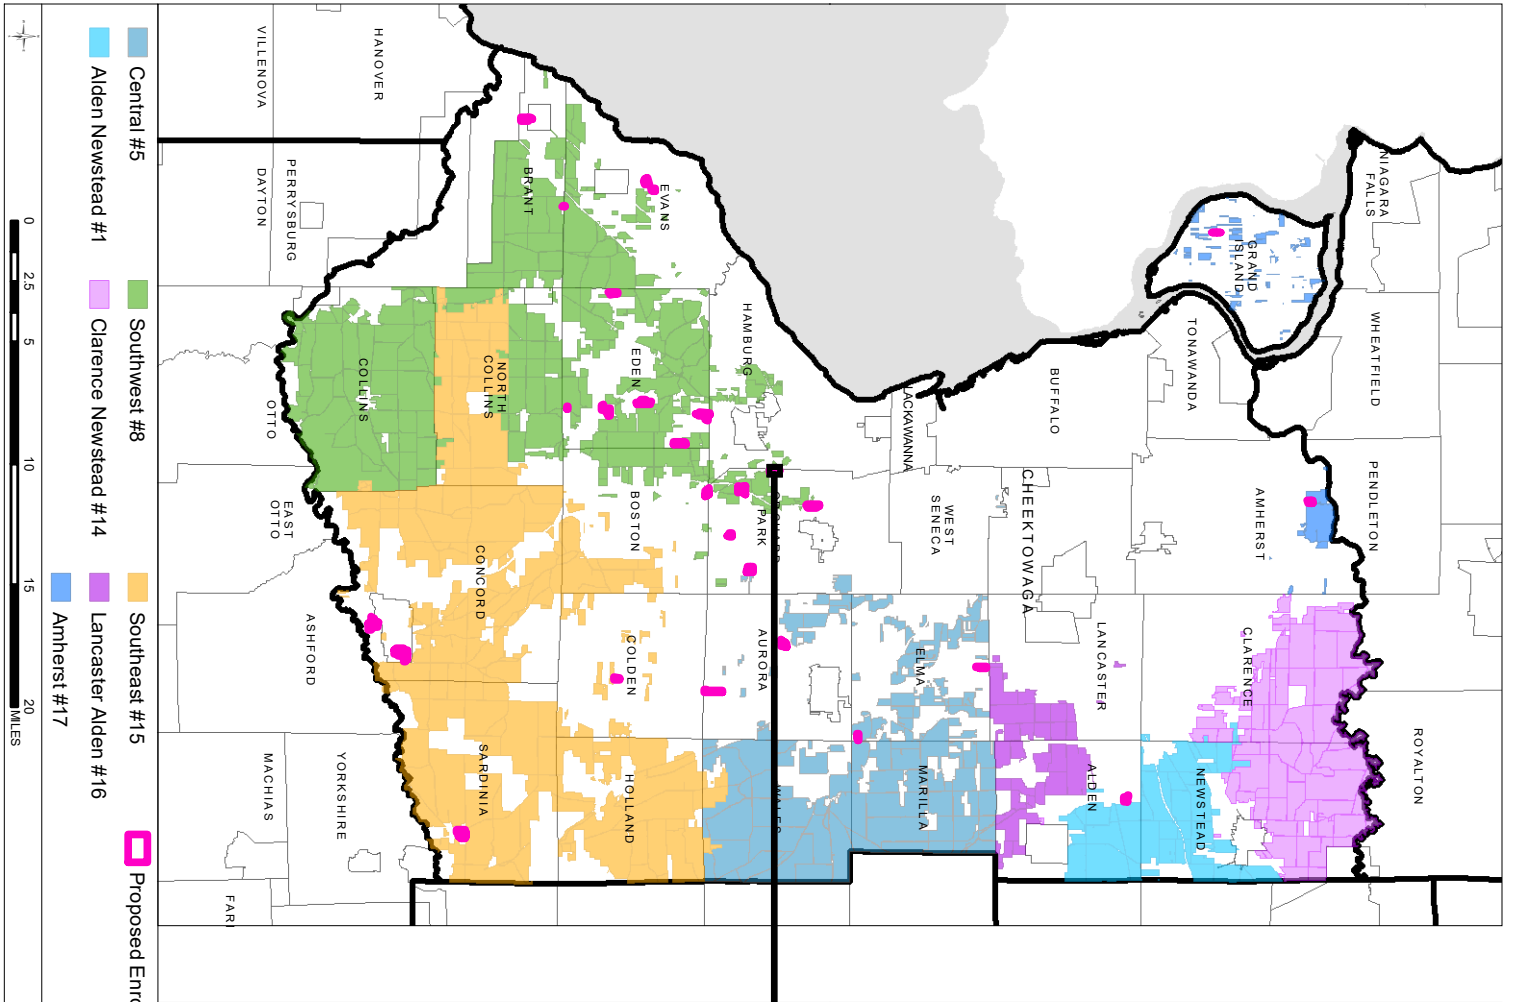 HANOVER
VILLENOVA
PERRYSBURG
DAYTON
BRANT
EVANS
NIAGARA
FALLS
GRAND
ISLAND
WHEATFIELD
TONAWANDA
BUFFALO
LACKAWANNA
HAMBURG
EDEN
NORTH
COLLINS
COLLINS
OTTO
PENDLETON
AMHERST
CHEEKTOWAGA
WEST
SENECA
ORCHARD
PARK
BOSTON
CONCORD
EAST
OTTO
ASHFORD
COLDEN
AURORA
ELMA
LANCASTER
CLARENCE
ROYALTON
NEWSTEAD
ALDEN
MARILLA
WALES
HOLLAND
SARDINIA
YORKSHIRE
MACHIAS
Central #5
Southwest #8
Southeast #15
Proposed Enro
Alden Newstead #1
Clarence Newstead #14
Lancaster Alden #16
Amherst #17
0
2.5
5
10
15
20
MILES